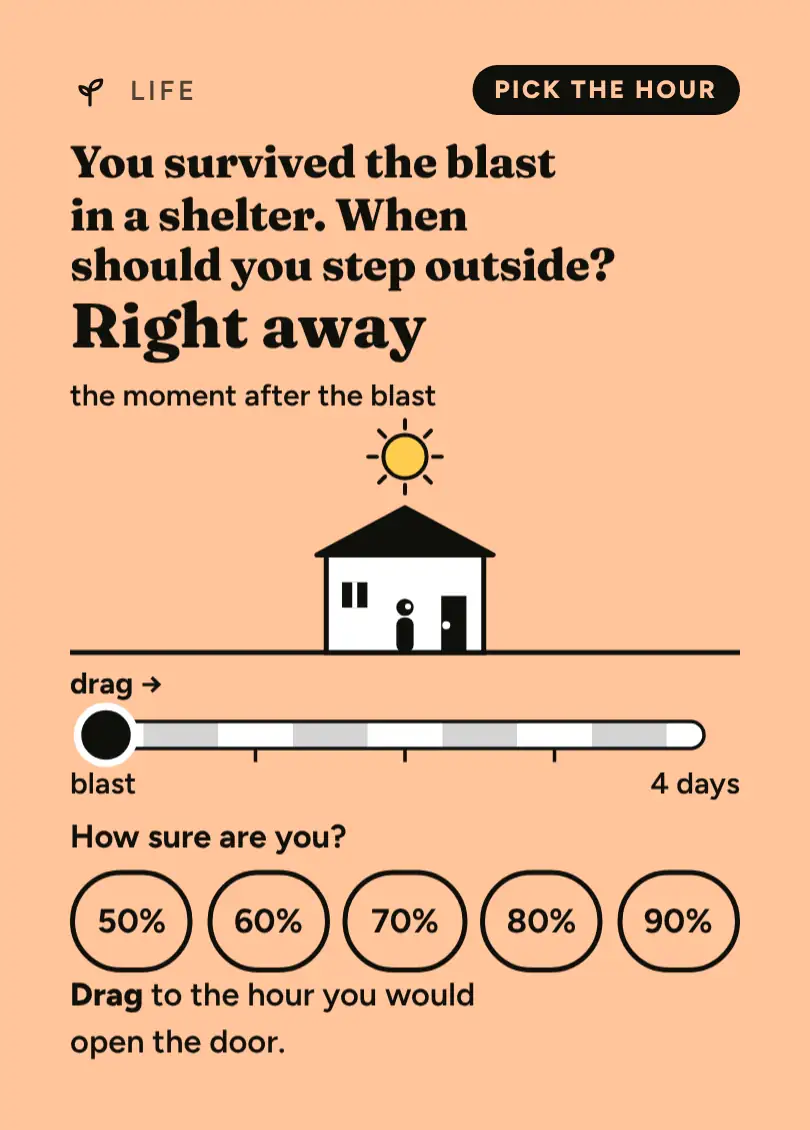 LIFE
PICK THE HOUR
You survived the blast
in a shelter. When
should you step outside?
Right away
the moment after the blast
drag →
blast
4 days
How sure are you?
50% 60% 70% 80% 90%
Drag to the hour you would
open the door.